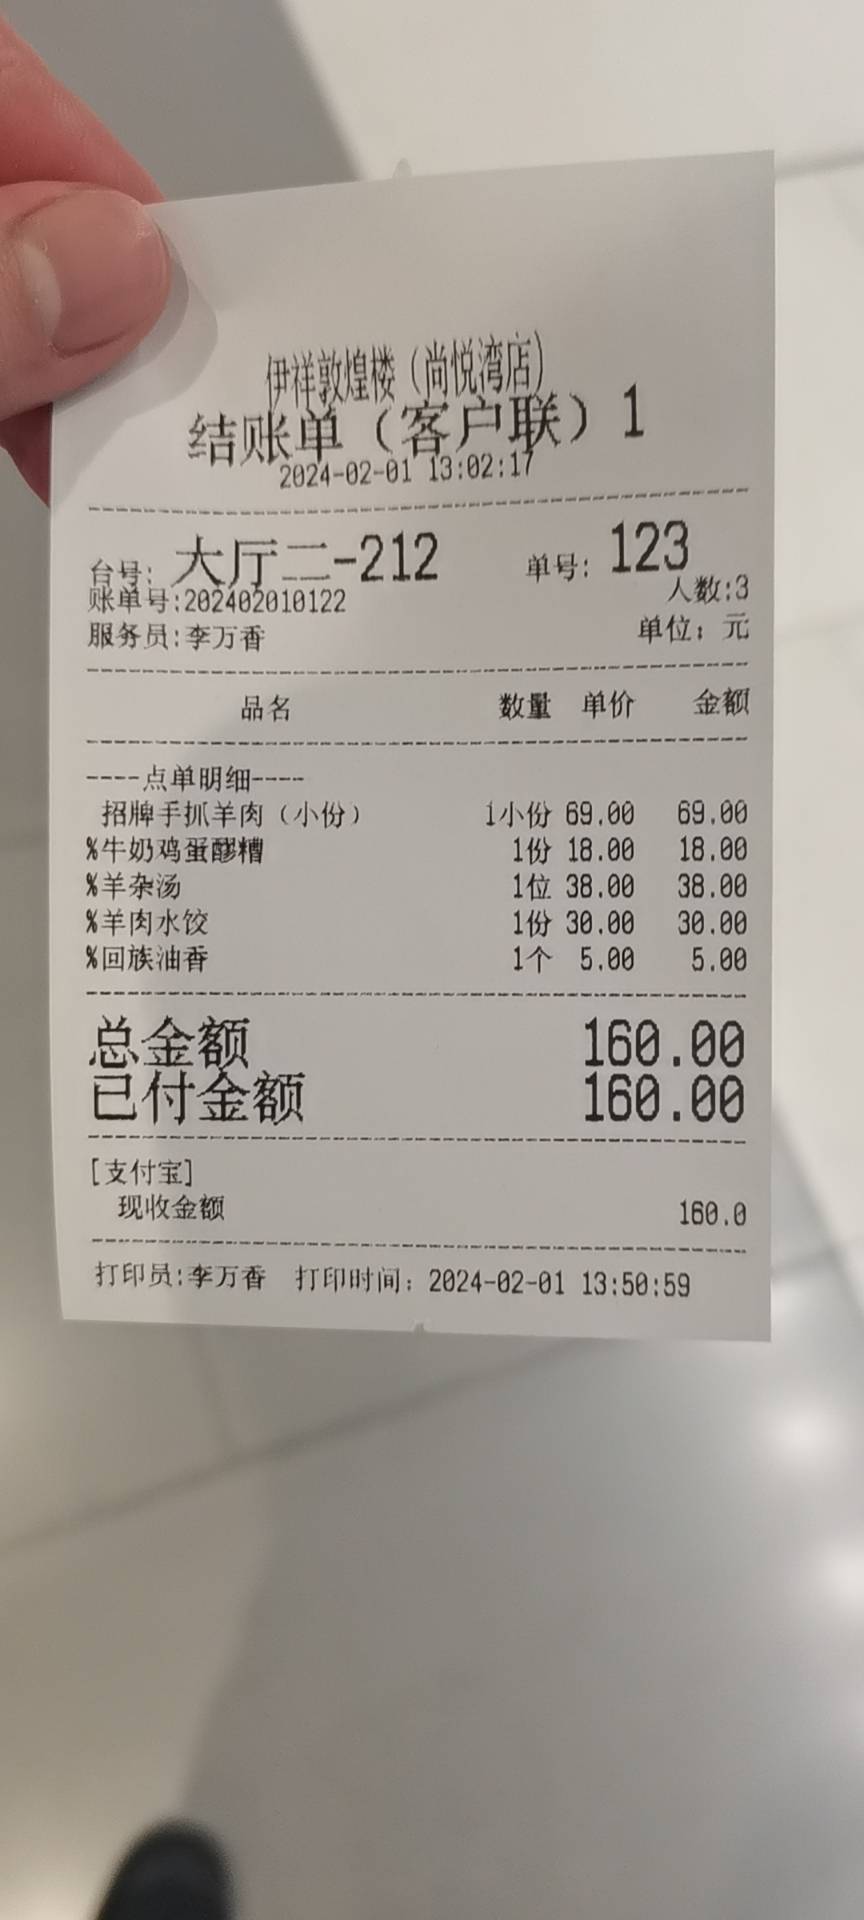 伊祥敦煌楼（尚悦湾店）
结账单（客户联）1
2024-02-01 13:02:17
台号: 大厅二-212 单号: 123
账单号:202402010122 人数:3
服务员:李万香 单位：元
品名 数量 单价 金额
----点单明细----
招牌手抓羊肉（小份） 1小份 69.00 69.00
%牛奶鸡蛋醪糟 1份 18.00 18.00
%羊杂汤 1位 38.00 38.00
%羊肉水饺 1份 30.00 30.00
%回族油香 1个 5.00 5.00
总金额 160.00
已付金额 160.00
[支付宝]
现收金额 160.0
打印员:李万香 打印时间：2024-02-01 13:50:59